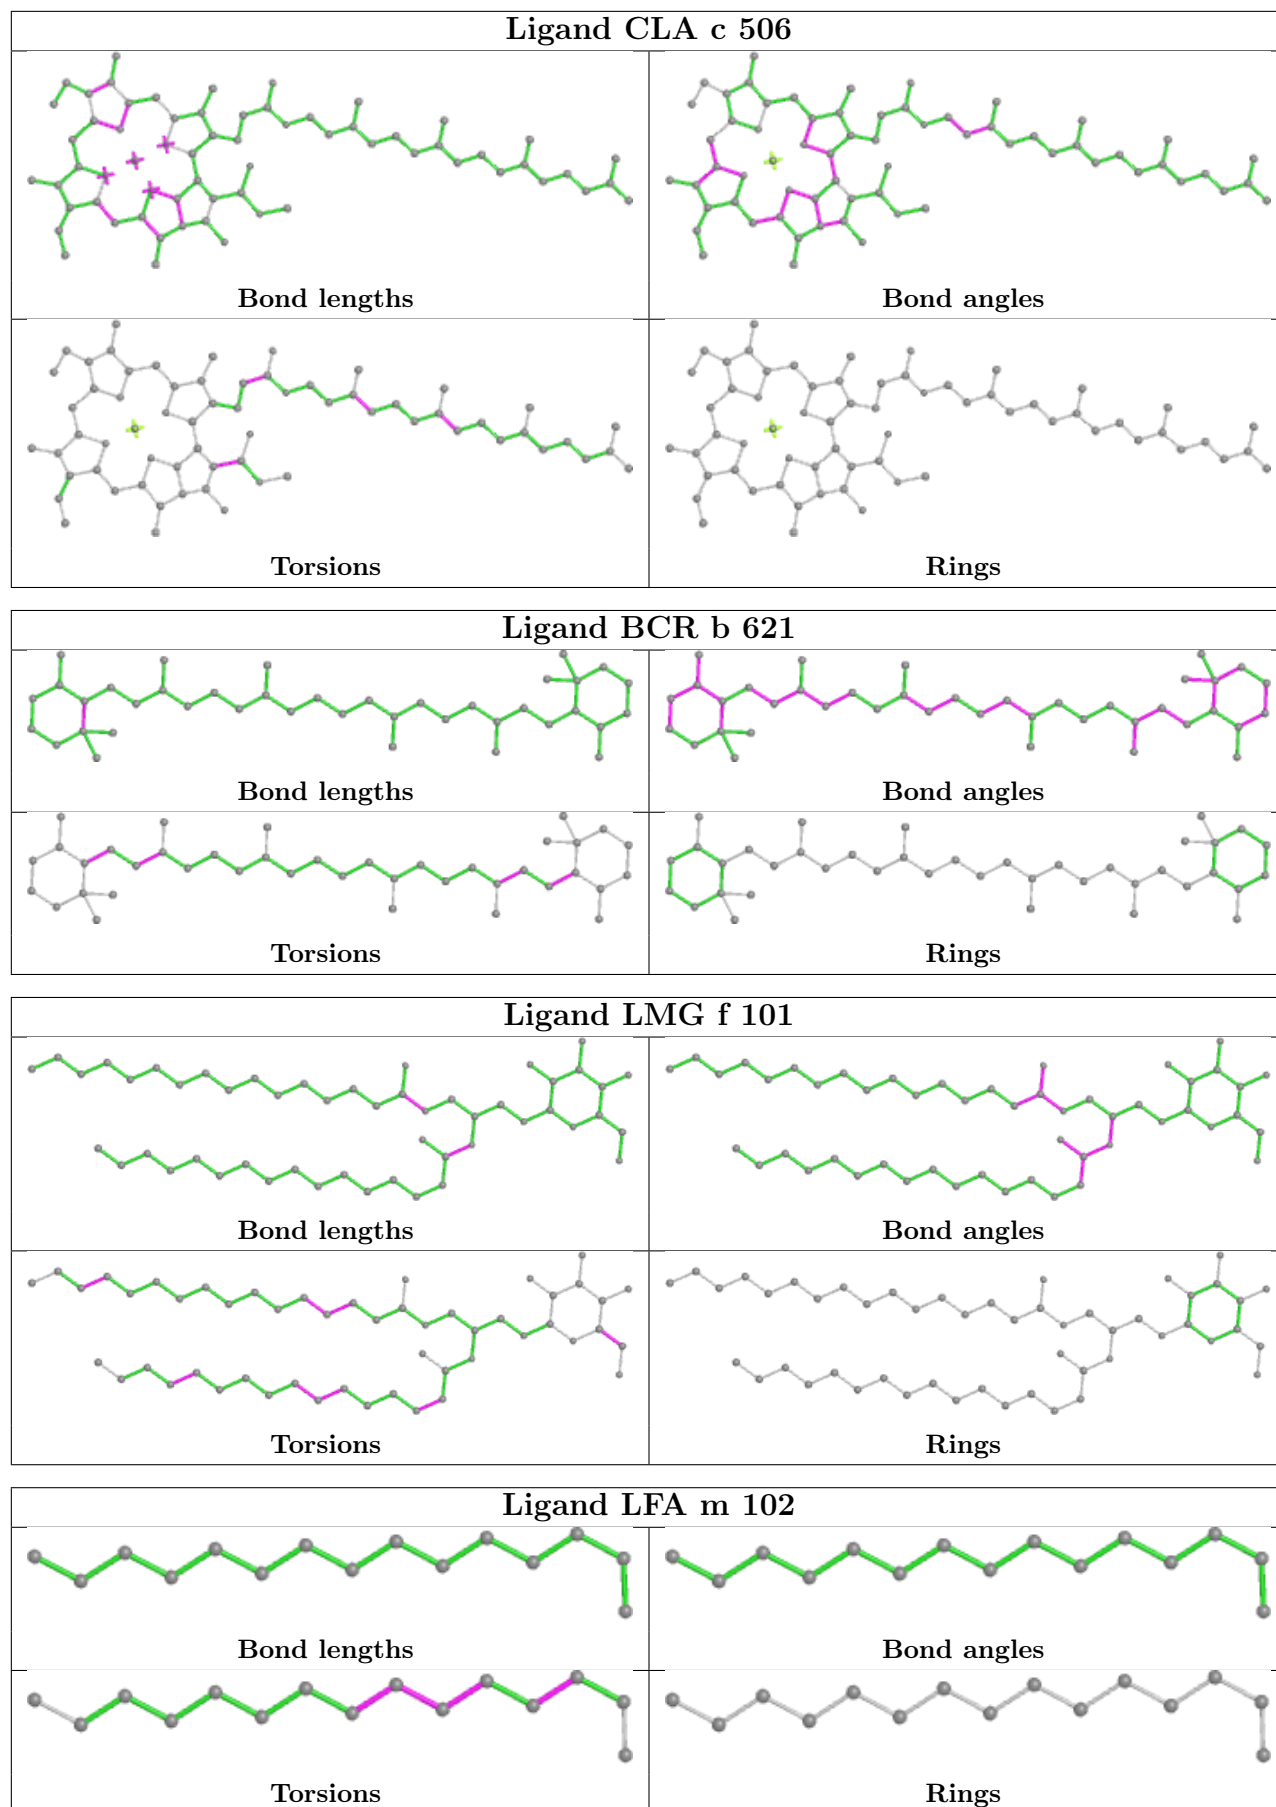 Ligand CLA c 506
Bond lengths
Bond angles
Torsions
Rings
Ligand BCR b 621
Bond lengths
Bond angles
Torsions
Rings
Ligand LMG f 101
Bond lengths
Bond angles
Torsions
Rings
Ligand LFA m 102
Bond lengths
Bond angles
Torsions
Rings